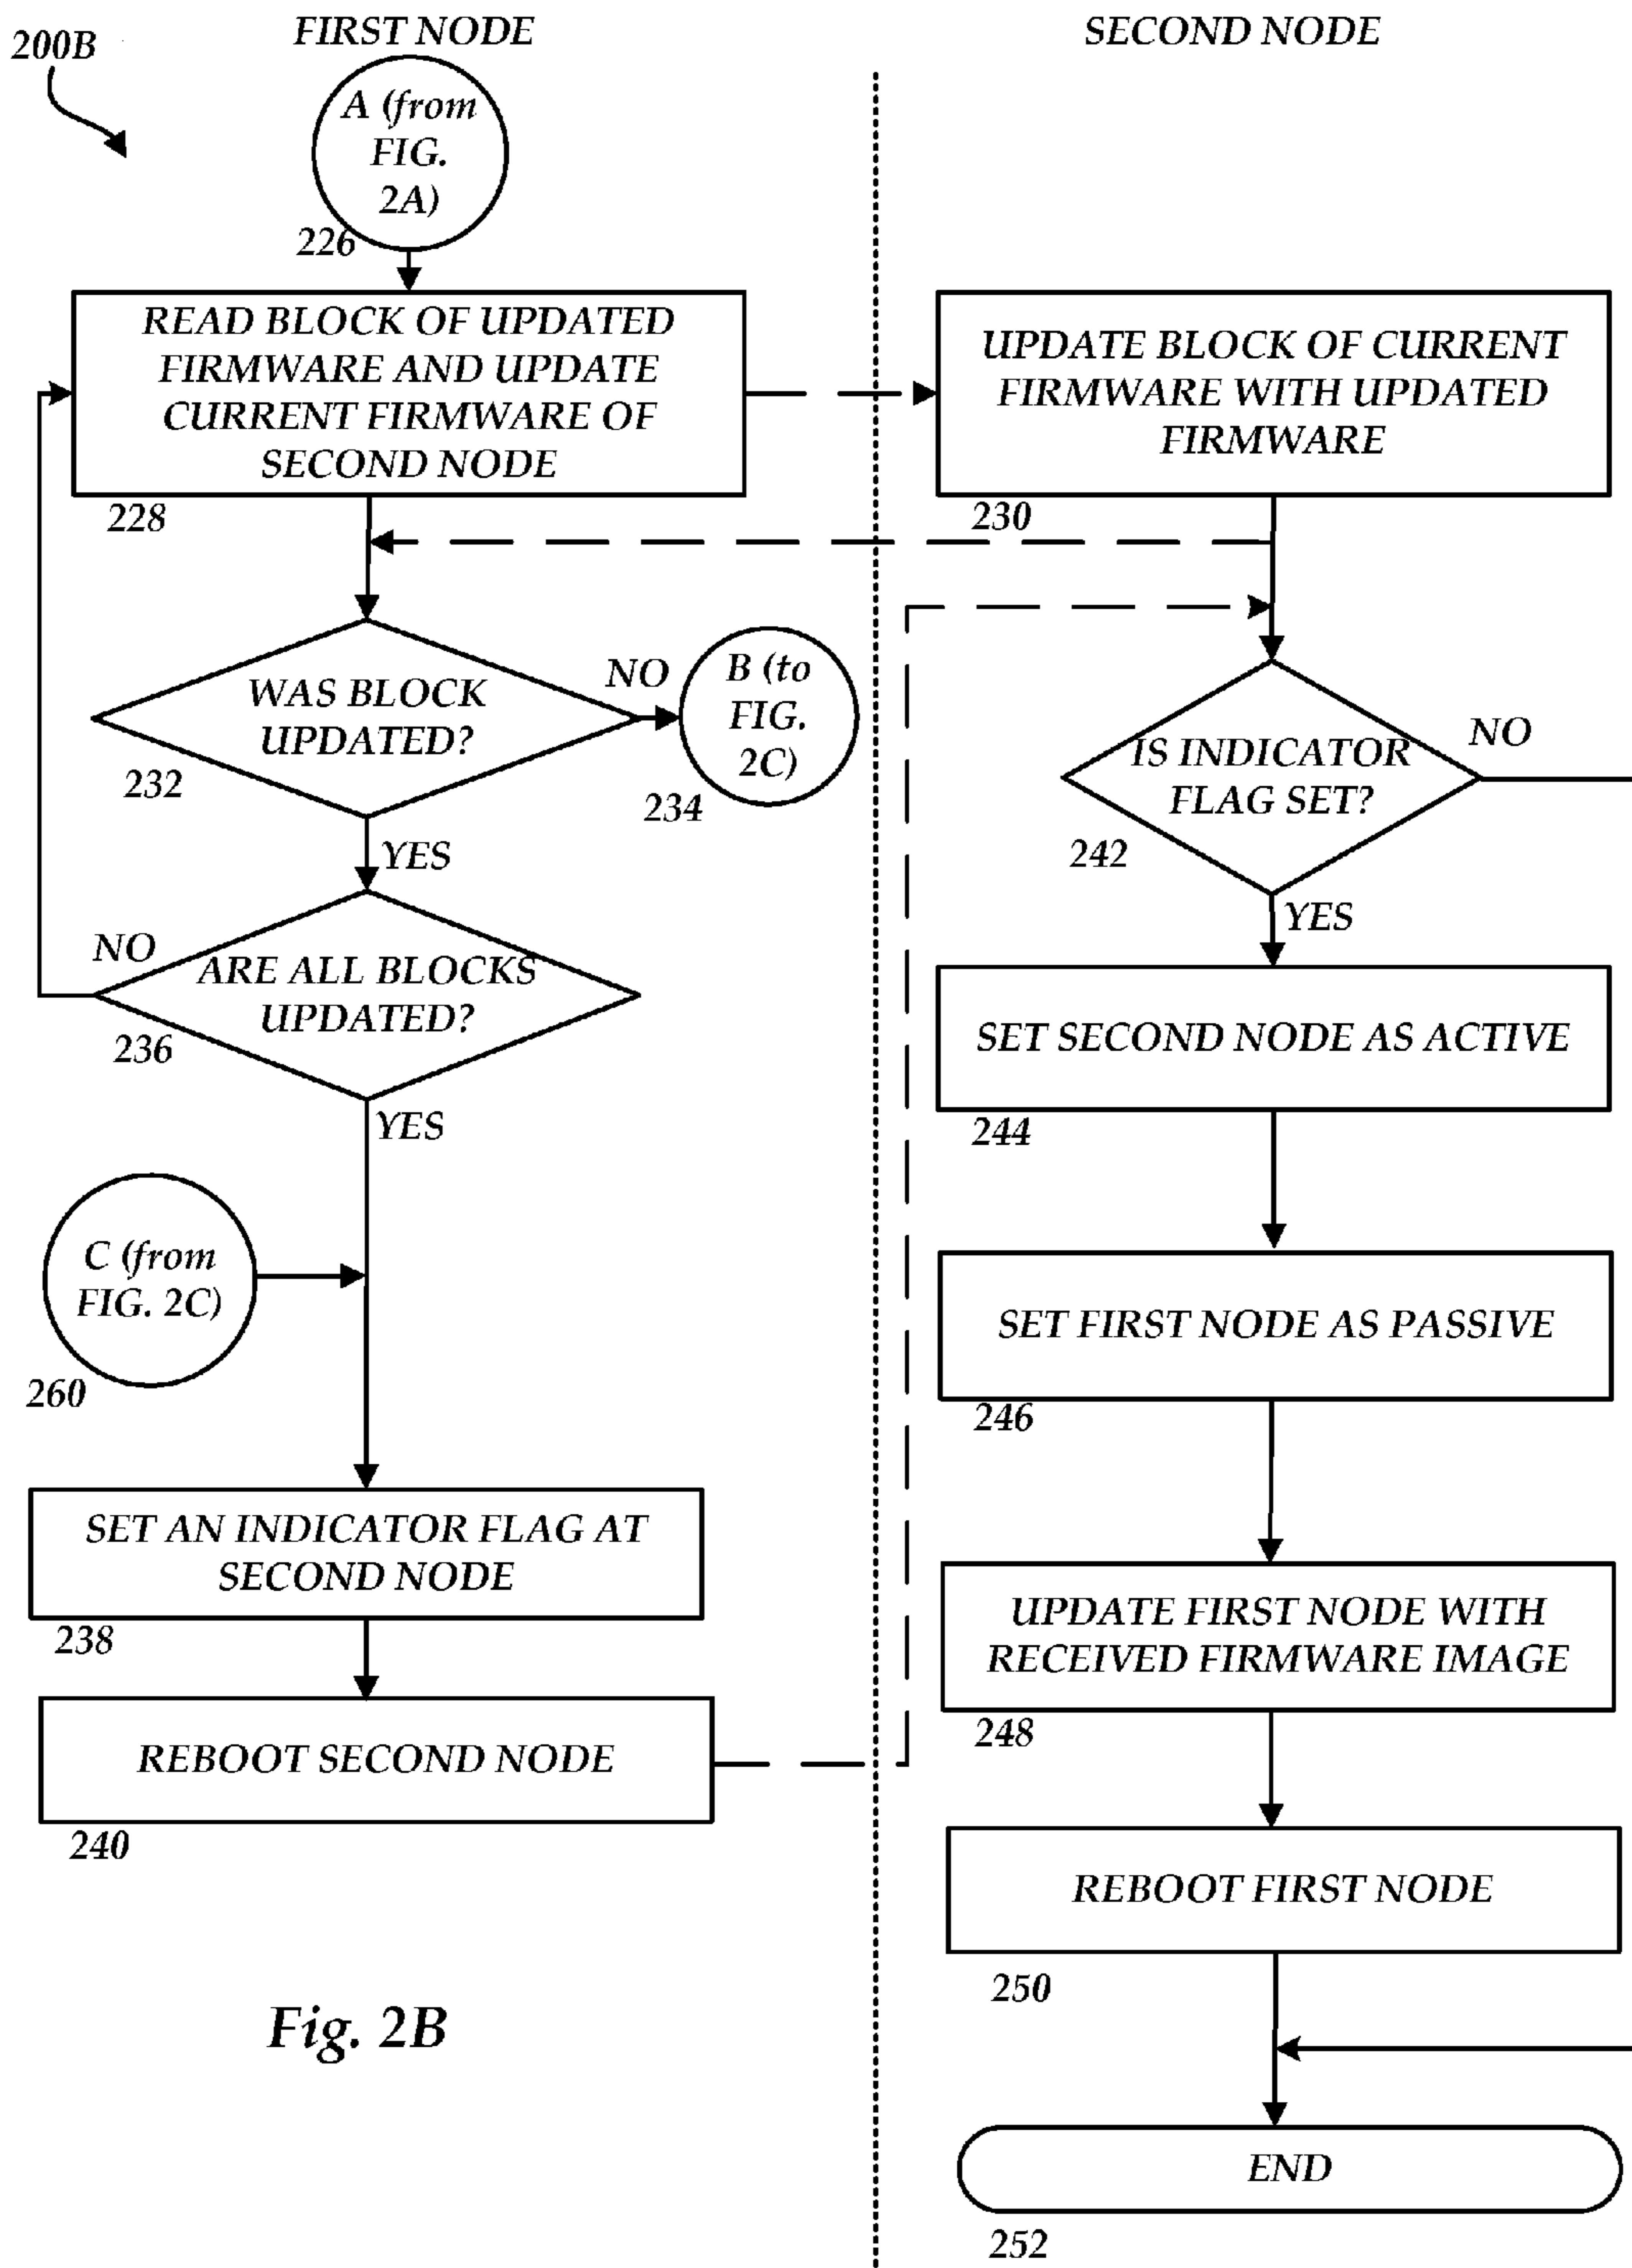 200B
FIRST NODE
SECOND NODE
A (from
FIG.
2A)
226
READ BLOCK OF UPDATED
FIRMWARE AND UPDATE
CURRENT FIRMWARE OF
SECOND NODE
228
UPDATE BLOCK OF CURRENT
FIRMWARE WITH UPDATED
FIRMWARE
230
WAS BLOCK
UPDATED?
232
NO
B (to
FIG.
2C)
234
YES
ARE ALL BLOCKS
UPDATED?
236
NO
YES
C (from
FIG. 2C)
260
SET AN INDICATOR FLAG AT
SECOND NODE
238
REBOOT SECOND NODE
240
IS INDICATOR
FLAG SET?
242
NO
YES
SET SECOND NODE AS ACTIVE
244
SET FIRST NODE AS PASSIVE
246
UPDATE FIRST NODE WITH
RECEIVED FIRMWARE IMAGE
248
REBOOT FIRST NODE
250
END
252
Fig. 2B